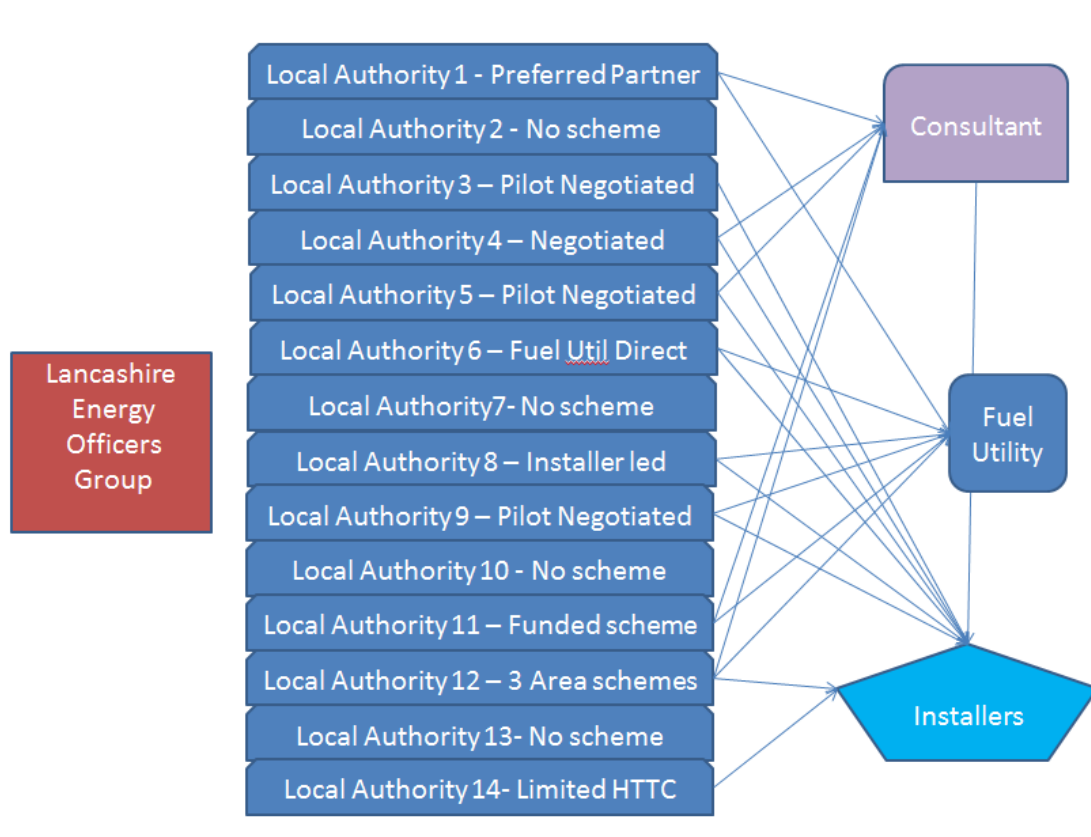 Local Authority 1 - Preferred Partner
Local Authority 2 - No scheme
Local Authority 3 – Pilot Negotiated
Local Authority 4 – Negotiated
Local Authority 5 – Pilot Negotiated
Local Authority 6 – Fuel Util Direct
Local Authority7- No scheme
Local Authority 8 – Installer led
Local Authority 9 – Pilot Negotiated
Local Authority 10 - No scheme
Local Authority 11 – Funded scheme
Local Authority 12 – 3 Area schemes
Local Authority 13- No scheme
Local Authority 14- Limited HTTC
Lancashire
Energy
Officers
Group
Consultant
Fuel
Utility
Installers